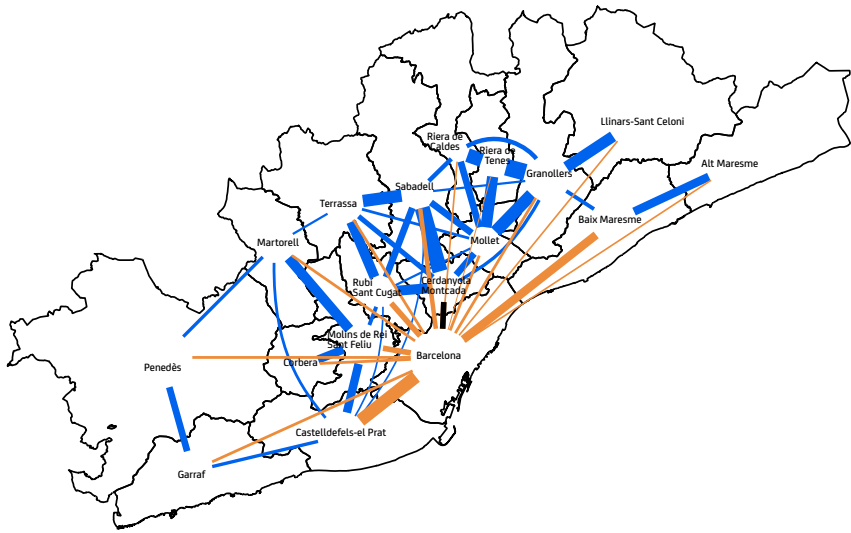 Llinars-Sant Celoni
Riera de
Caldes
Riera de
Tenes
Alt Maresme
Granollers
Sabadell
Terrassa
Baix Maresme
Martorell
Mollet
Cerdanyola
Montcada
Rubí
Sant Cugat
Molins de Rei
Sant Feliu
Barcelona
Corbera
Penedès
Castelldefels-el Prat
Garraf